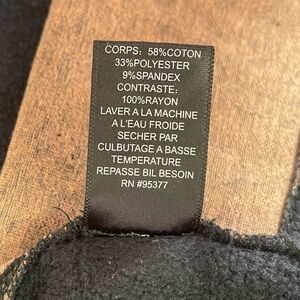 CORPS: 58%COTON
33%POLYESTER
9%SPANDEX
CONTRASTE:
100%RAYON
LAVER A LA MACHINE
A L'EAU FROIDE
SECHER PAR
CULBUTAGE A BASSE
TEMPERATURE
REPASSE BIL BESOIN
RN #95377